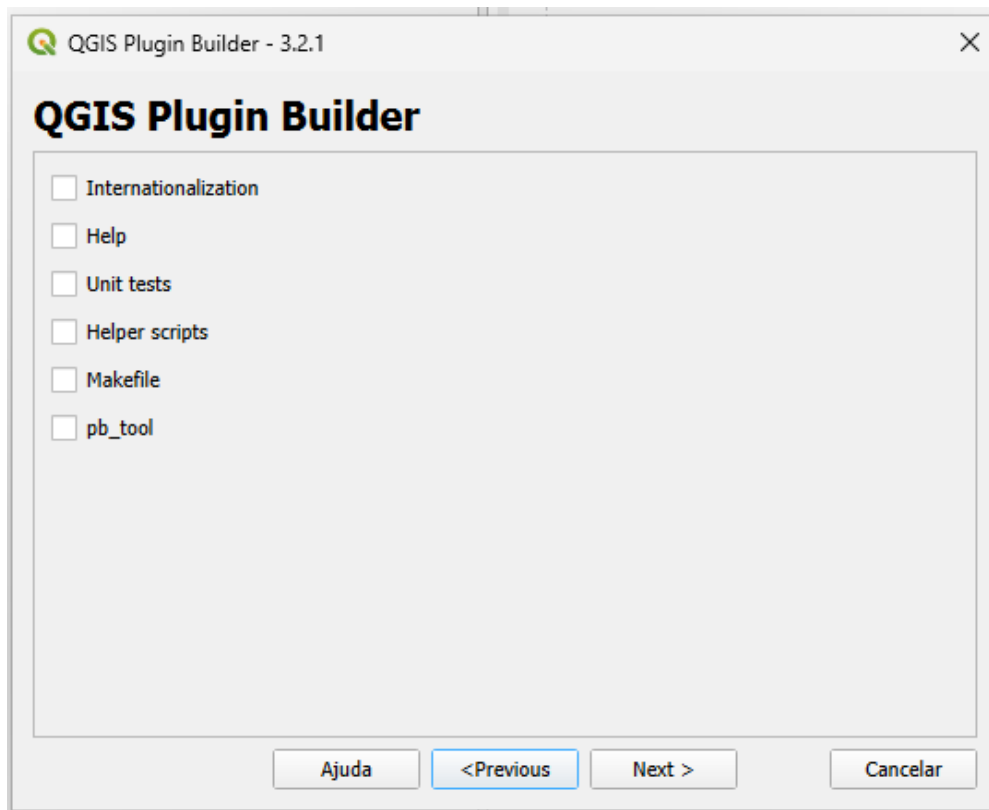 QGIS Plugin Builder - 3.2.1
QGIS Plugin Builder
Internationalization
Help
Unit tests
Helper scripts
Makefile
pb_tool
Ajuda
<Previous
Next >
Cancelar